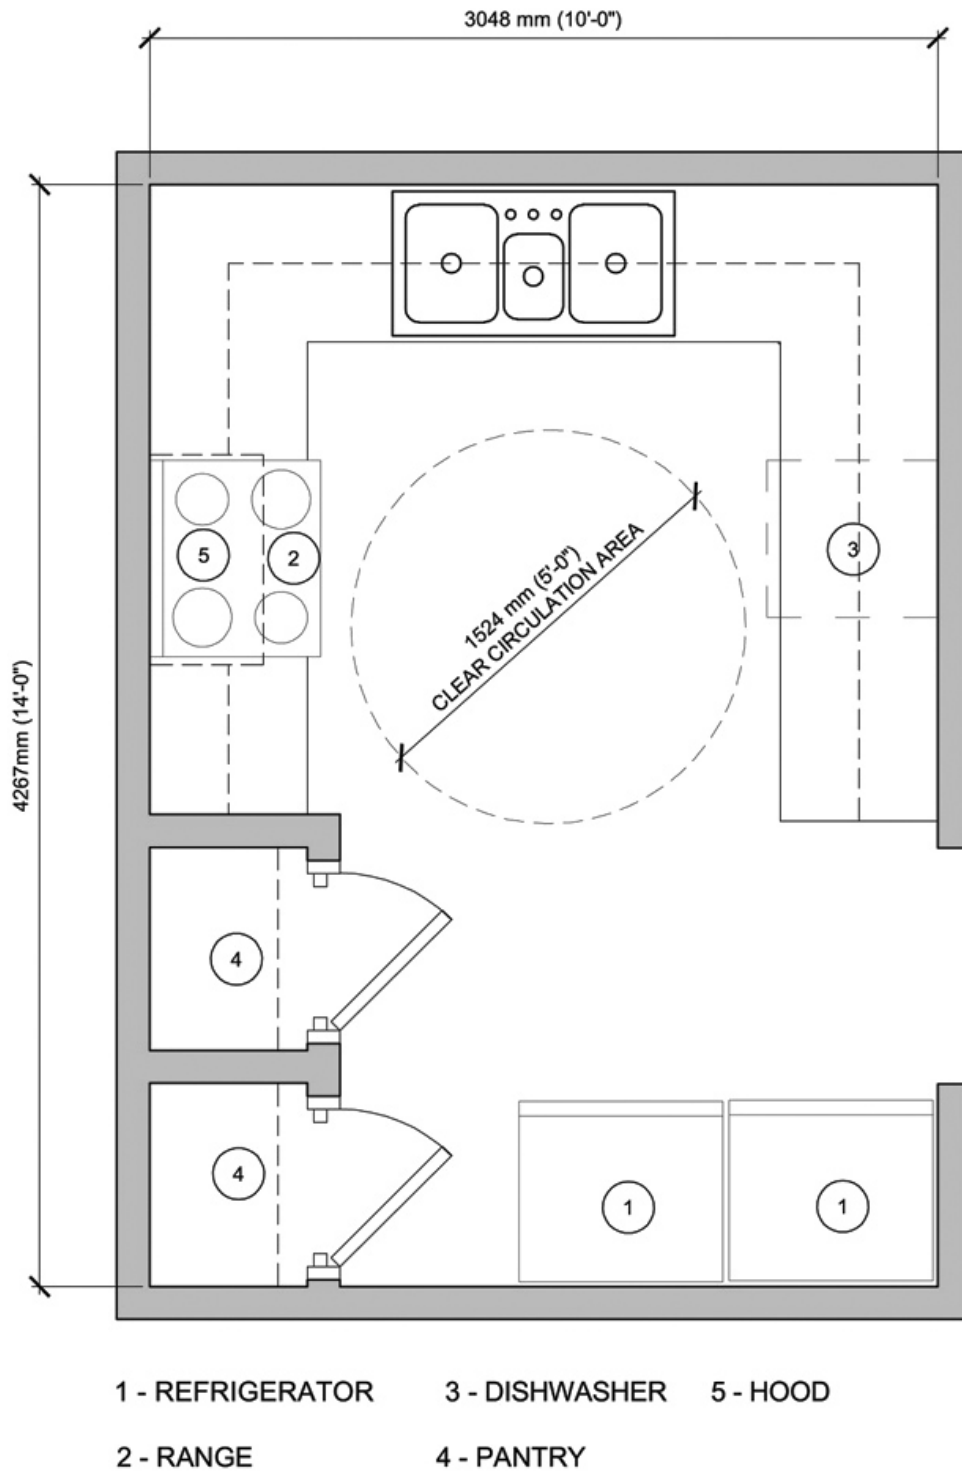 3048 mm (10'-0")
4267mm (14'-0")
1524 mm (5'-0")
CLEAR CIRCULATION AREA
5
2
3
4
4
1
1
1 - REFRIGERATOR 3 - DISHWASHER 5 - HOOD
2 - RANGE 4 - PANTRY